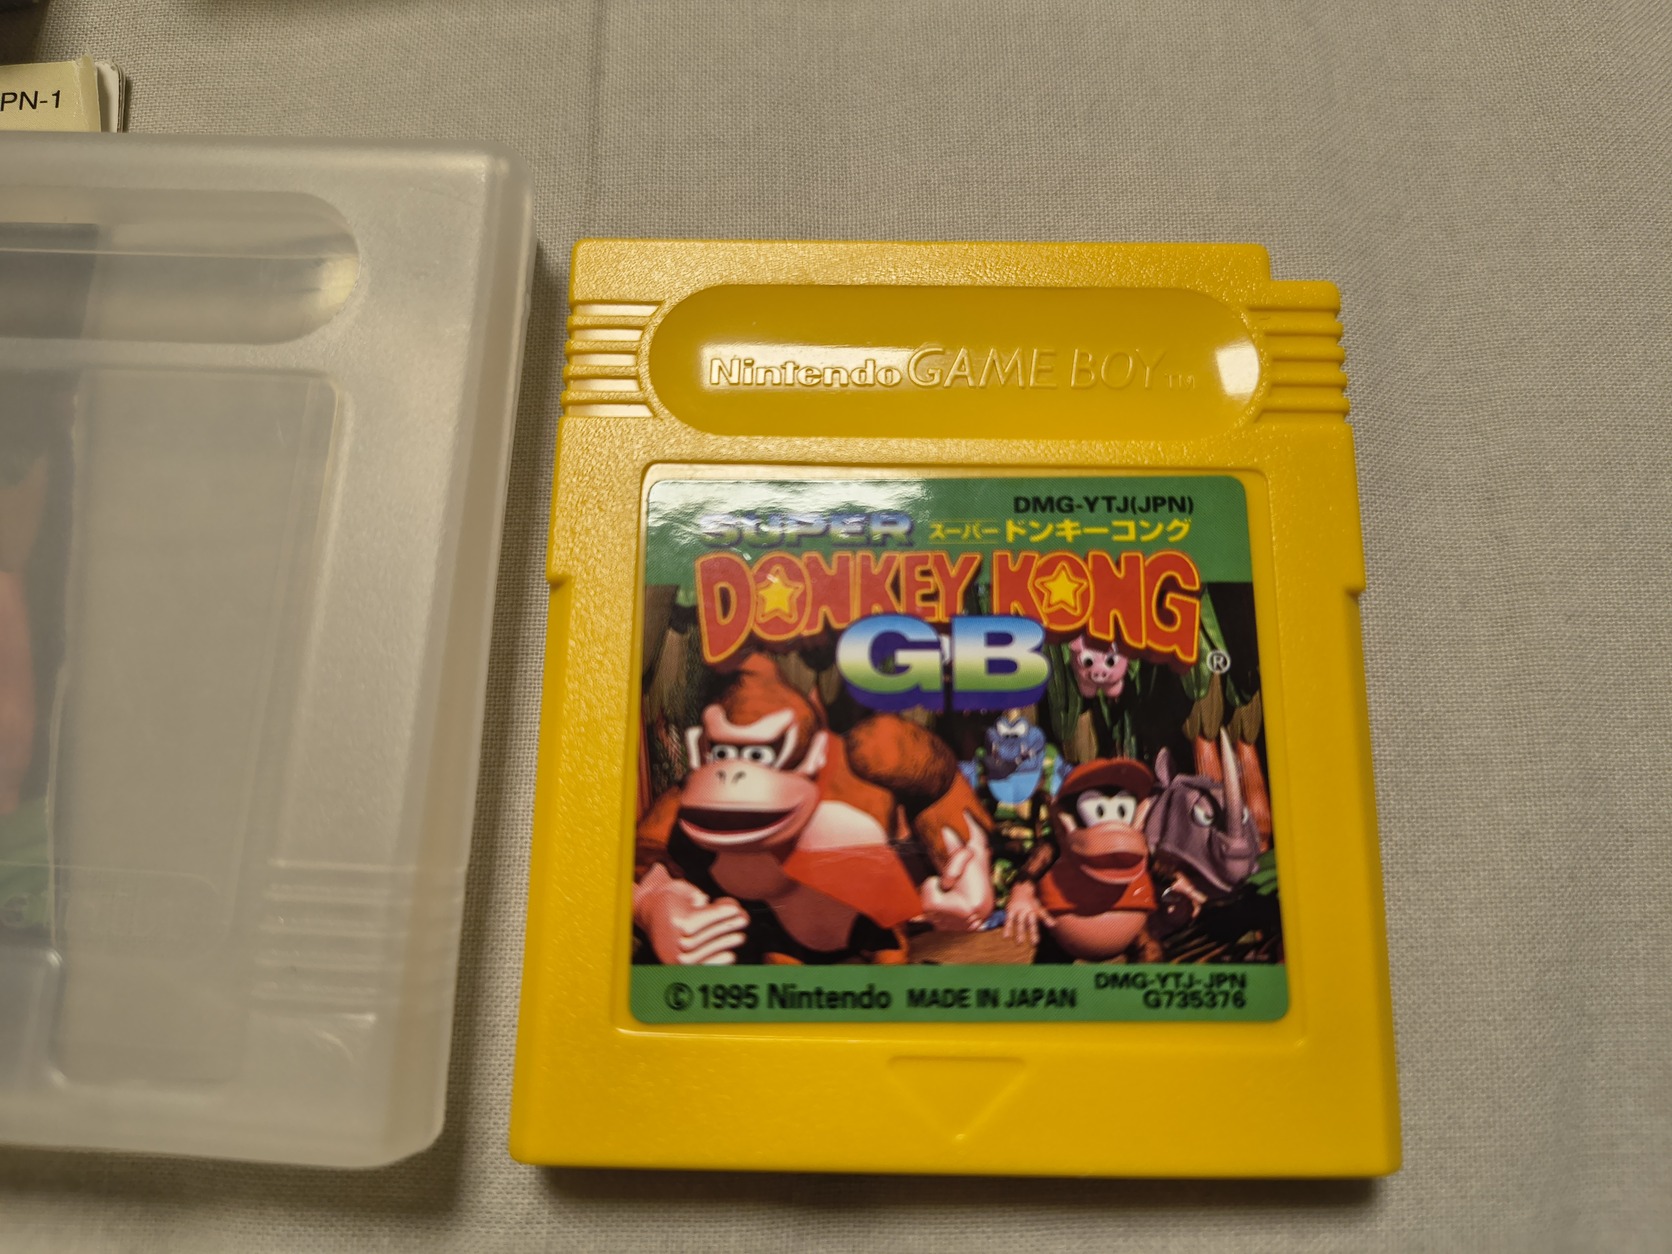 PN-1
Nintendo GAME BOY TM
DMG-YTJ(JPN)
SUPER スーパードンキーコング
DONKEY KONG
GB ®
DMG-YTJ-JPN
© 1995 Nintendo MADE IN JAPAN G735376